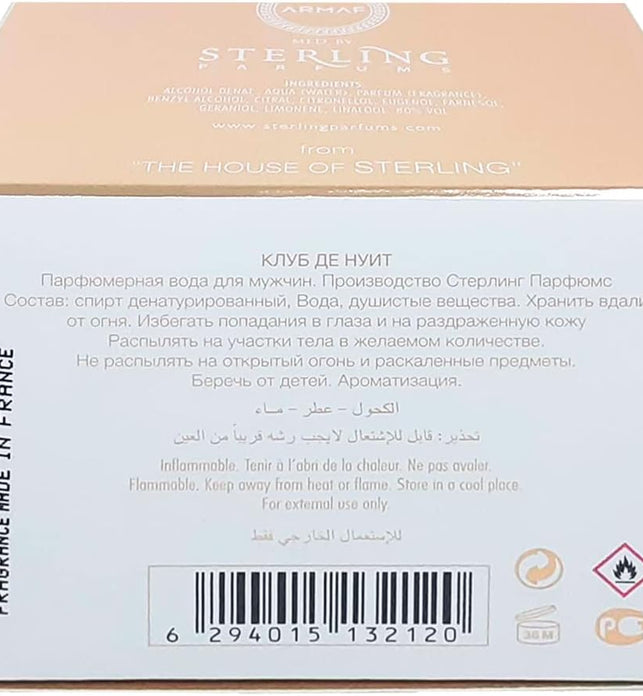 ARMAF
MFD BY
STERLING
PARFUMS
INGREDIENTS
ALCOHOL DENAT, AQUA (WATER), PARFUM (FRAGRANCE),
BENZYL ALCOHOL, CITRAL, CITRONELLOL, EUGENOL, FARNESOL,
GERANIOL, LIMONENE, LINALOOL. 80% VOL
www.sterlingparfums.com
from
"THE HOUSE OF STERLING"
КЛУБ ДЕ НУИТ
Парфюмерная вода для мужчин. Производство Стерлинг Парфюмс
Состав: спирт денатурированный, Вода, душистые вещества. Хранить вдали
от огня. Избегать попадания в глаза и на раздраженную кожу
Распылять на участки тела в желаемом количестве.
Не распылять на открытый огонь и раскаленные предметы.
Беречь от детей. Ароматизация.
الكحول - عطر - ماء
تحذير: قابل للإشتعال لايجب رشه قريباً من العين
Inflammable. Tenir à l'abri de la chaleur. Ne pas avaler.
Flammable. Keep away from heat or flame. Store in a cool place.
For external use only.
للإستعمال الخارجي فقط
FRAGRANCE MADE IN FRANCE
6 294015 132120
36 M